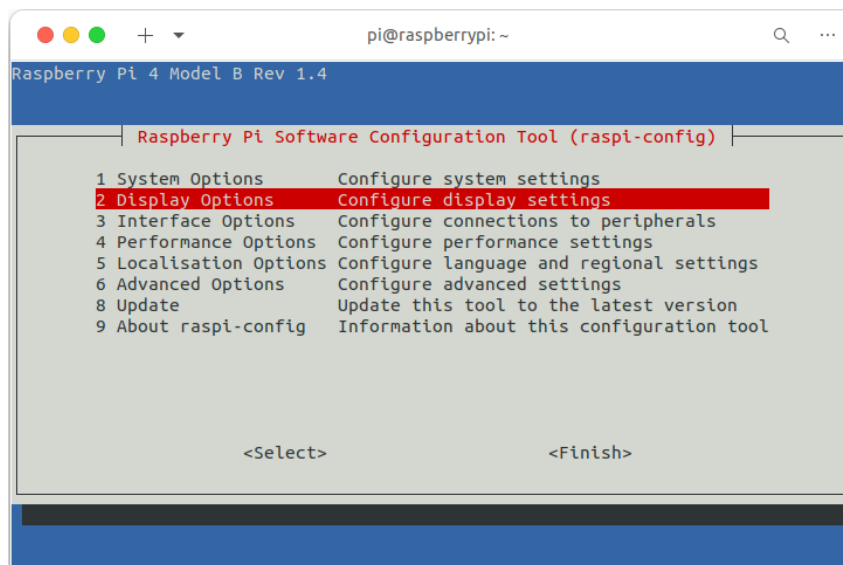 pi@raspberrypi: ~
Raspberry Pi 4 Model B Rev 1.4
Raspberry Pi Software Configuration Tool (raspi-config)
1 System Options Configure system settings
2 Display Options Configure display settings
3 Interface Options Configure connections to peripherals
4 Performance Options Configure performance settings
5 Localisation Options Configure language and regional settings
6 Advanced Options Configure advanced settings
8 Update Update this tool to the latest version
9 About raspi-config Information about this configuration tool
<Select> <Finish>